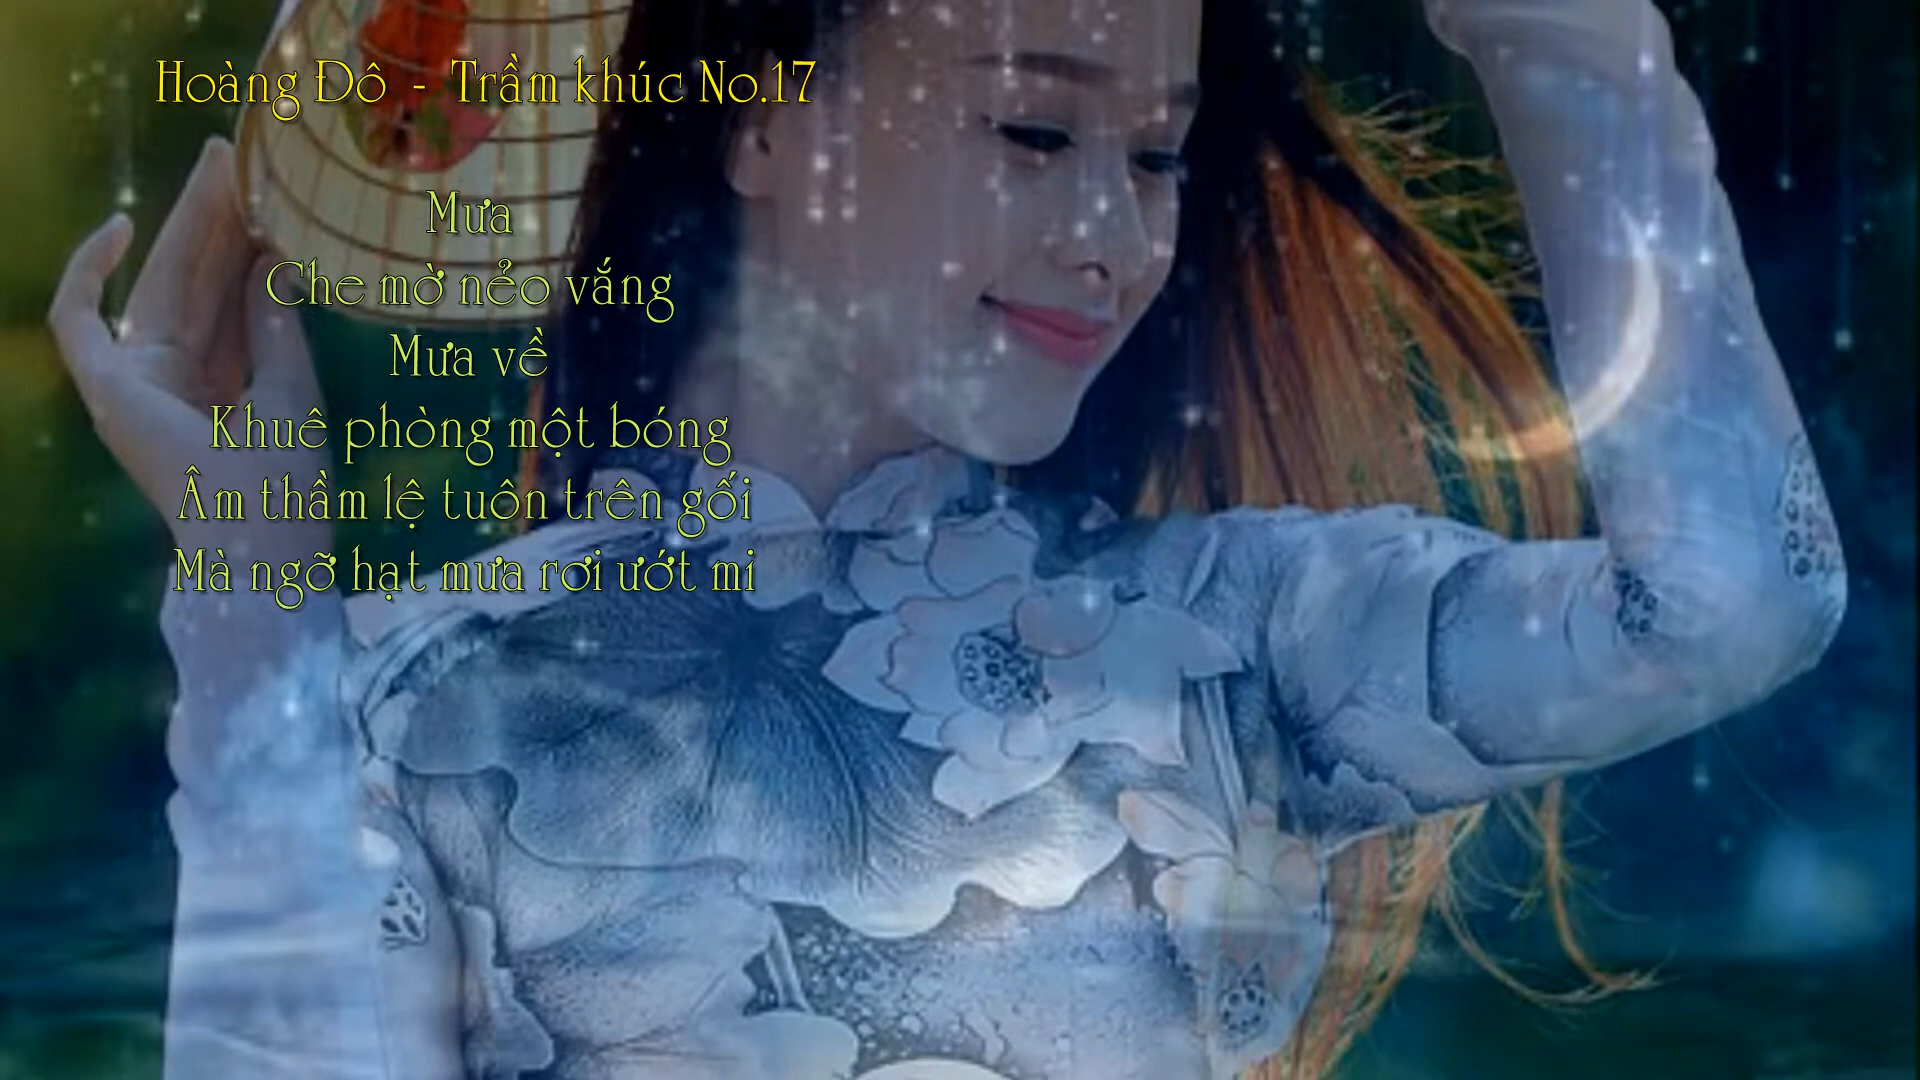 Hoàng Đô - Trầm khúc No.17
Mưa
Che mờ nẻo vắng
Mưa về
Khuê phòng một bóng
Âm thầm lệ tuôn trên gối
Mà ngỡ hạt mưa rơi ướt mi